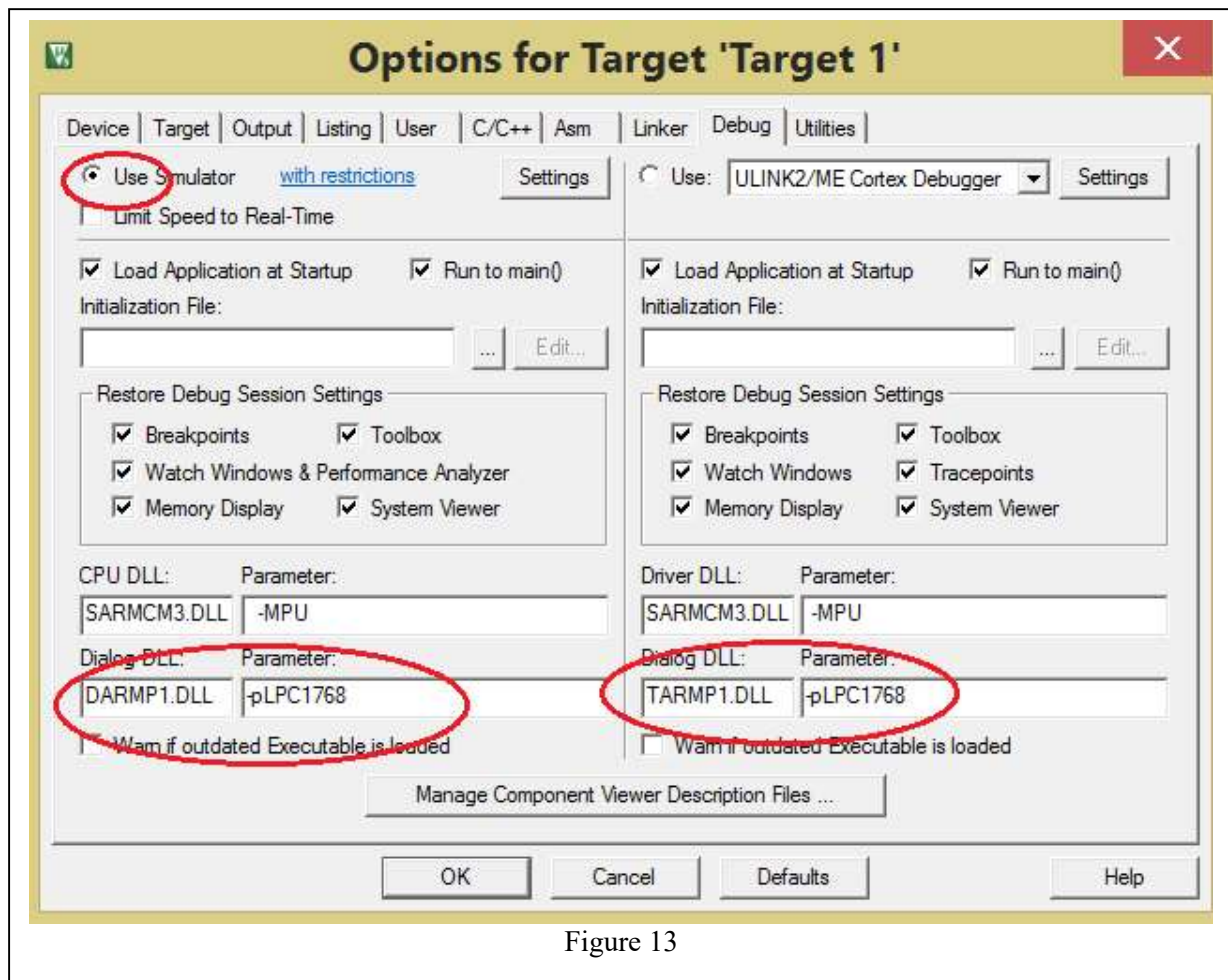 Options for Target 'Target 1'
Device Target Output Listing User C/C++ Asm Linker Debug Utilities
Use Simulator with restrictions Settings
Limit Speed to Real-Time
Use: ULINK2/ME Cortex Debugger Settings
Load Application at Startup Run to main()
Initialization File:
... Edit...
Restore Debug Session Settings
Breakpoints Toolbox
Watch Windows & Performance Analyzer
Memory Display System Viewer
CPU DLL: Parameter:
SARMCM3.DLL -MPU
Dialog DLL: Parameter:
DARMP1.DLL -pLPC1768
Warn if outdated Executable is loaded
Load Application at Startup Run to main()
Initialization File:
... Edit...
Restore Debug Session Settings
Breakpoints Toolbox
Watch Windows Tracepoints
Memory Display System Viewer
Driver DLL: Parameter:
SARMCM3.DLL -MPU
Dialog DLL: Parameter:
TARMP1.DLL -pLPC1768
Warn if outdated Executable is loaded
Manage Component Viewer Description Files ...
OK Cancel Defaults Help
Figure 13